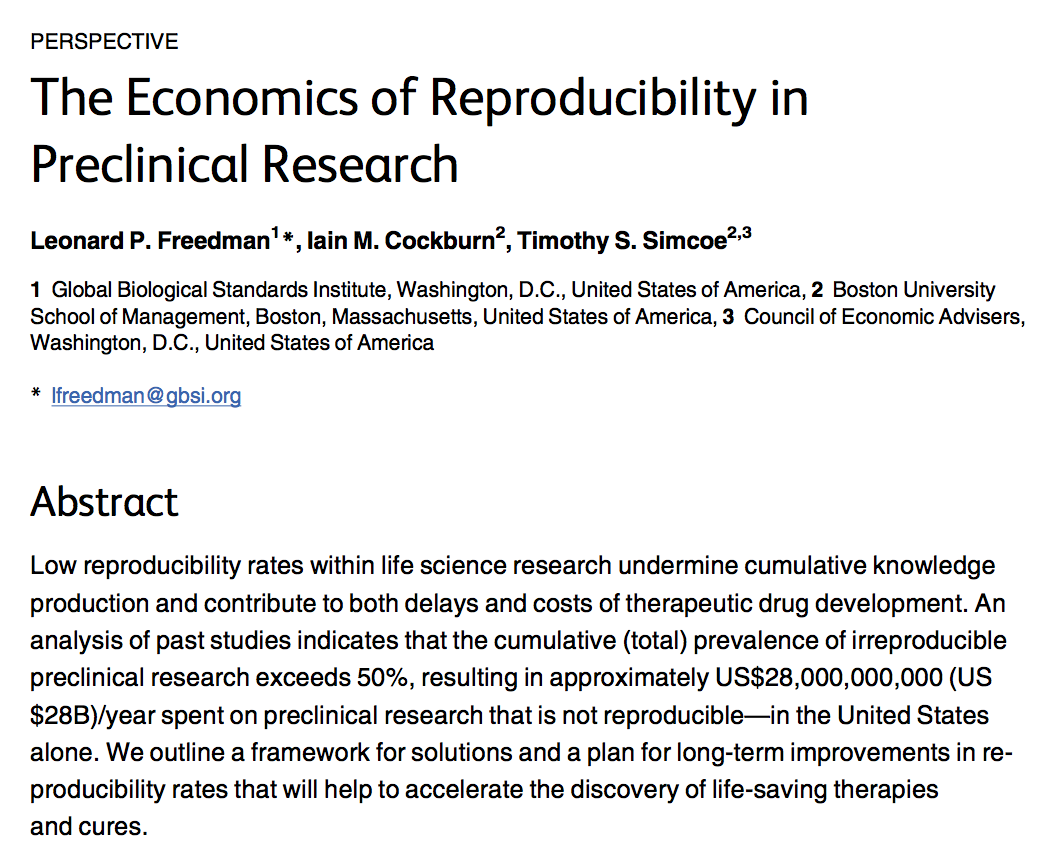 PERSPECTIVE
The Economics of Reproducibility in
Preclinical Research
Leonard P. Freedman1*, Iain M. Cockburn2, Timothy S. Simcoe2,3
1 Global Biological Standards Institute, Washington, D.C., United States of America, 2 Boston University
School of Management, Boston, Massachusetts, United States of America, 3 Council of Economic Advisers,
Washington, D.C., United States of America
* lfreedman@gbsi.org
Abstract
Low reproducibility rates within life science research undermine cumulative knowledge
production and contribute to both delays and costs of therapeutic drug development. An
analysis of past studies indicates that the cumulative (total) prevalence of irreproducible
preclinical research exceeds 50%, resulting in approximately US$28,000,000,000 (US
$28B)/year spent on preclinical research that is not reproducible—in the United States
alone. We outline a framework for solutions and a plan for long-term improvements in re-
producibility rates that will help to accelerate the discovery of life-saving therapies
and cures.